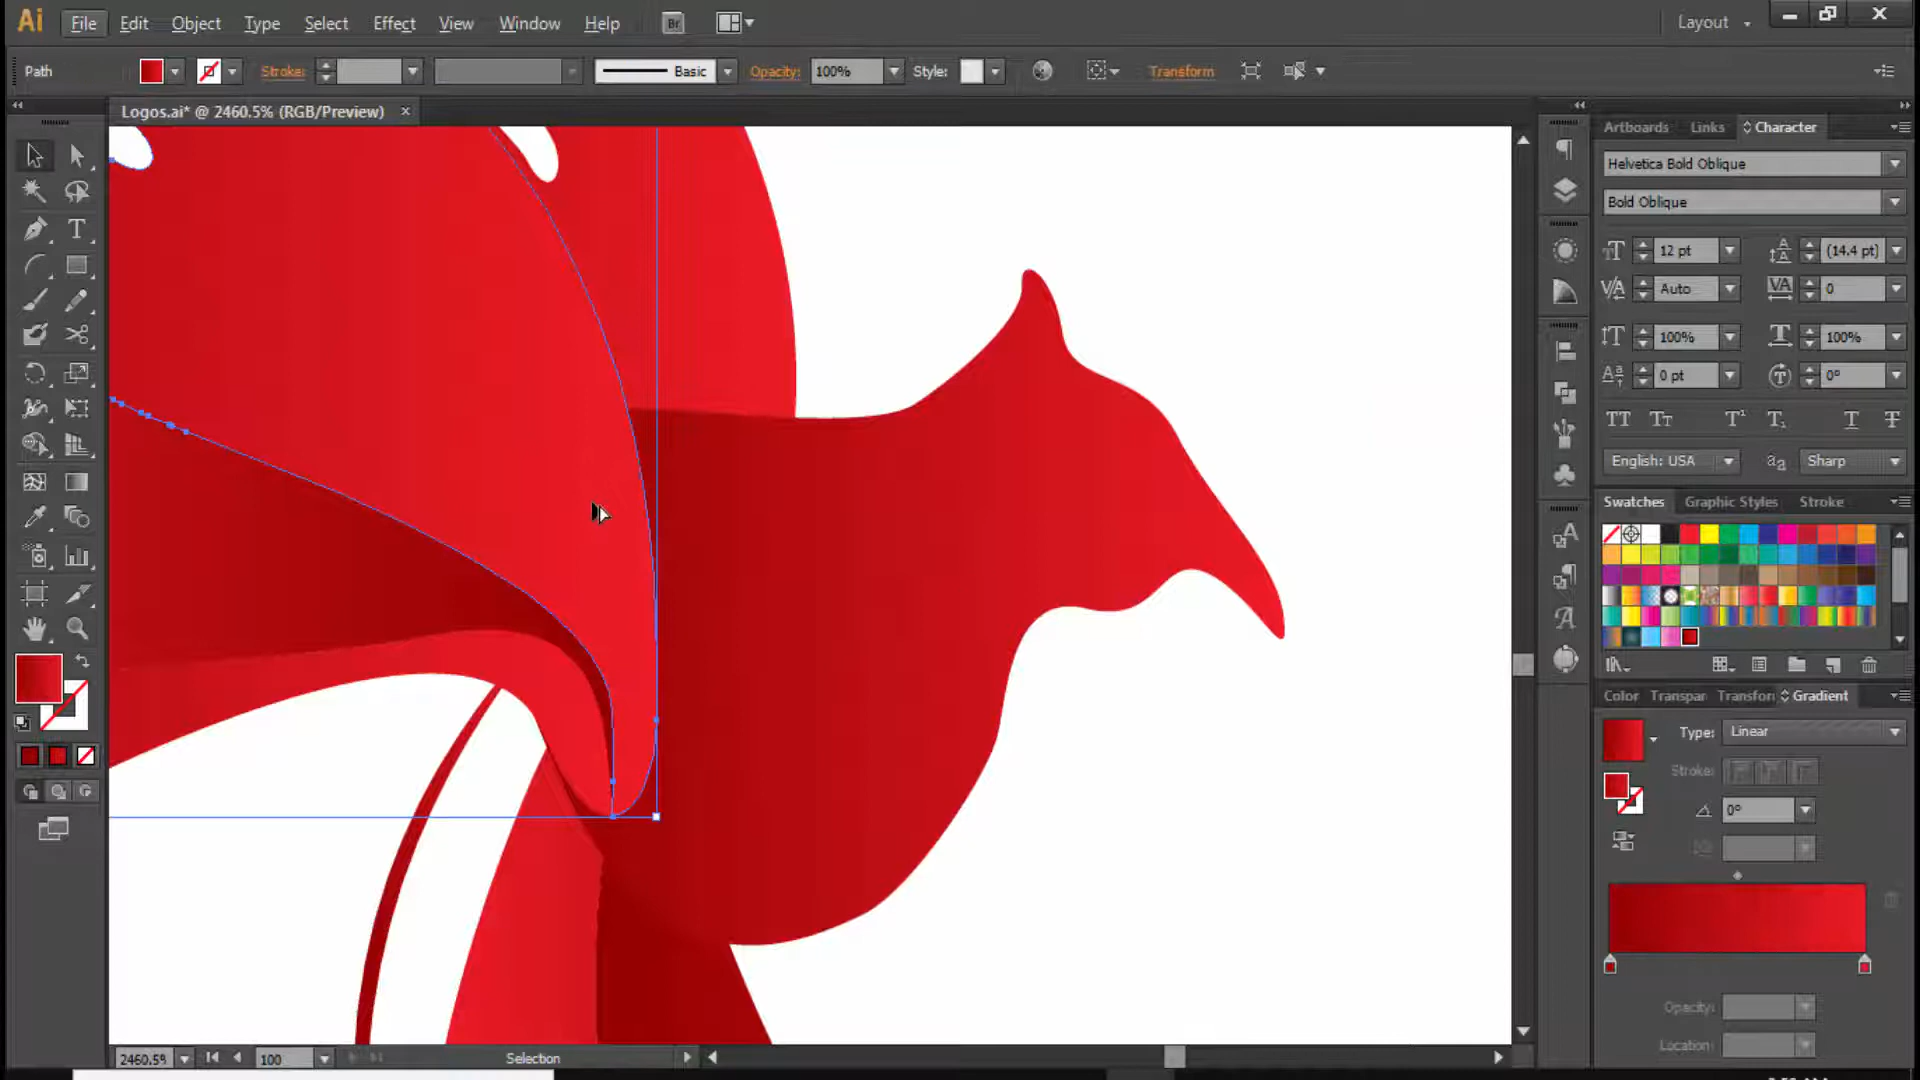 Ai File Edit Object Type Select Effect View Window Help Br Layout
Path Stroke: Basic Opacity: 100% Style: Transform
Logos.ai* @ 2460.5% (RGB/Preview) ×
Artboards Links Character
Helvetica Bold Oblique
Bold Oblique
12 pt (14.4 pt)
Auto 0
100% 100%
0 pt 0°
English: USA Sharp
Swatches Graphic Styles Stroke
Color Transpar Transforn Gradient
Type: Linear
Stroke:
0°
Opacity:
Location:
2460.5% 100 Selection